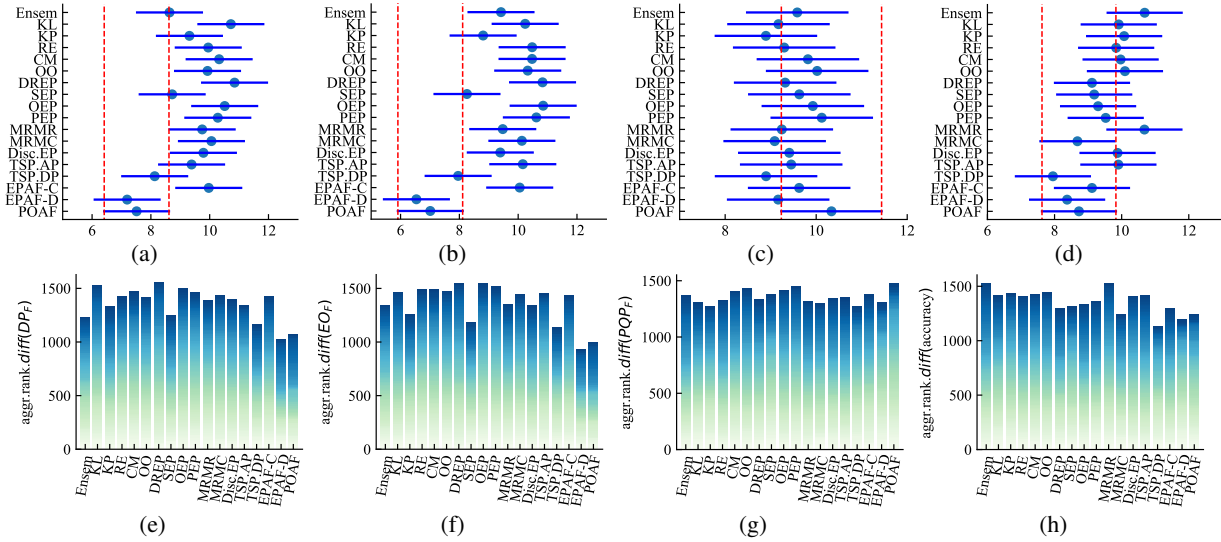 Ensem
KL
KP
RE
CM
OO
DREP
SEP
OEP
PEP
MRMR
MRMC
Disc.EP
TSP.AP
TSP.DP
EPAF-C
EPAF-D
POAF
6 8 10 12
(a)
Ensem
KL
KP
RE
CM
OO
DREP
SEP
OEP
PEP
MRMR
MRMC
Disc.EP
TSP.AP
TSP.DP
EPAF-C
EPAF-D
POAF
6 8 10 12
(b)
Ensem
KL
KP
RE
CM
OO
DREP
SEP
OEP
PEP
MRMR
MRMC
Disc.EP
TSP.AP
TSP.DP
EPAF-C
EPAF-D
POAF
8 10 12
(c)
Ensem
KL
KP
RE
CM
OO
DREP
SEP
OEP
PEP
MRMR
MRMC
Disc.EP
TSP.AP
TSP.DP
EPAF-C
EPAF-D
POAF
8 10 12
(d)
aggr.rank.diff(DP_F)
1500
1000
500
0
Ensem KL KP RE CM OO DREP SEP OEP PEP MRMR MRMC Disc.EP TSP.AP TSP.DP EPAF-C EPAF-D POAF
(e)
aggr.rank.diff(EO_F)
1500
1000
500
0
Ensem KL KP RE CM OO DREP SEP OEP PEP MRMR MRMC Disc.EP TSP.AP TSP.DP EPAF-C EPAF-D POAF
(f)
aggr.rank.diff(PQP_F)
1500
1000
500
0
Ensem KL KP RE CM OO DREP SEP OEP PEP MRMR MRMC Disc.EP TSP.AP TSP.DP EPAF-C EPAF-D POAF
(g)
aggr.rank.diff(accuracy)
1500
1000
500
0
Ensem KL KP RE CM OO DREP SEP OEP PEP MRMR MRMC Disc.EP TSP.AP TSP.DP EPAF-C EPAF-D POAF
(h)